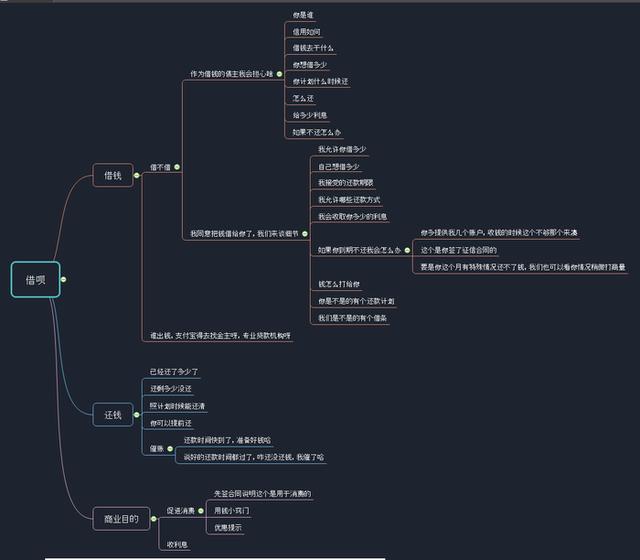 借呗
借钱
借不借
作为借钱的债主我会担心啥
你是谁
信用如何
借钱去干什么
你想借多少
你计划什么时候还
怎么还
给多少利息
如果不还怎么办
我同意把钱借给你了，我们来谈细节
我允许你借多少
自己想借多少
我接受的还款期限
我允许哪些还款方式
我会收取你多少的利息
如果你到期不还我会怎么办
你多提供我几个账户，收钱的时候这个不够那个来凑
这个是你签了征信合同的
要是你这个月有特殊情况还不了钱，我们也可以看你情况稍微打商量
钱怎么打给你
你是不是的有个还款计划
我们是不是的有个借条
谁出钱，支付宝得去找金主呀，专业贷款机构呀
还钱
已经还了多少了
还剩多少没还
照计划时候能还清
你可以提前还
催账
还款时间快到了，准备好钱哈
说好的还款时间都过了，咋还没还钱，我催了哈
商业目的
促进消费
先签合同说明这个是用于消费的
用钱小窍门
优惠提示
收利息